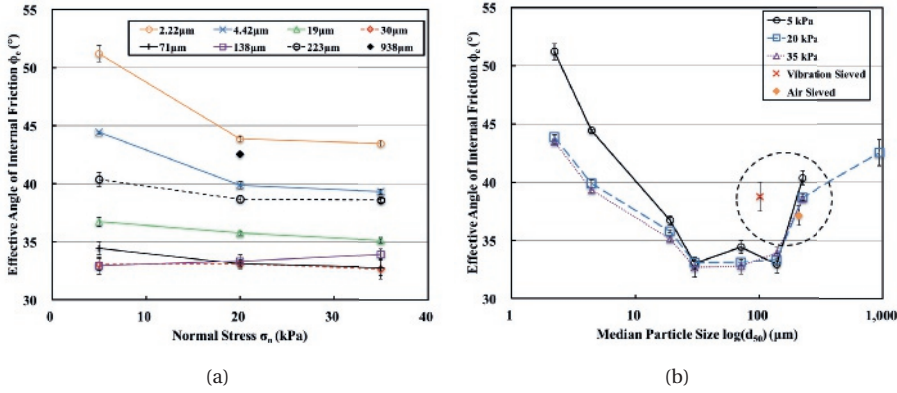 55
50
45
40
35
30
0
10
20
30
40
Effective Angle of Internal Friction ϕe (°)
Normal Stress σn (kPa)
2.22μm
4.42μm
19μm
30μm
71μm
138μm
223μm
938μm
(a)
55
50
45
40
35
30
1
10
100
1,000
Effective Angle of Internal Friction ϕe (°)
Median Particle Size log(d50) (μm)
5 kPa
20 kPa
35 kPa
Vibration Sieved
Air Sieved
(b)